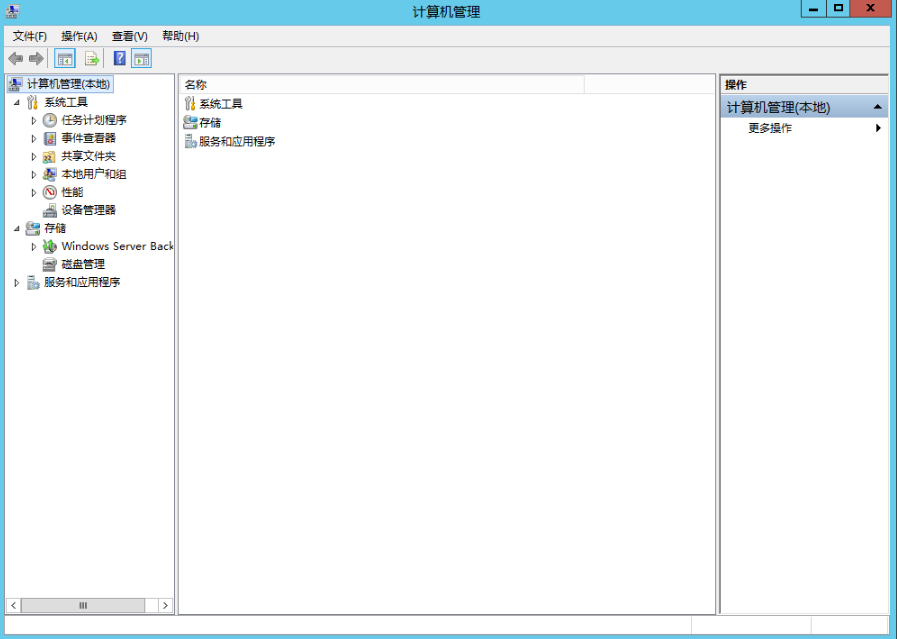 计算机管理
文件(F) 操作(A) 查看(V) 帮助(H)
计算机管理(本地)
系统工具
任务计划程序
事件查看器
共享文件夹
本地用户和组
性能
设备管理器
存储
Windows Server Back
磁盘管理
服务和应用程序
名称
系统工具
存储
服务和应用程序
操作
计算机管理(本地)
更多操作